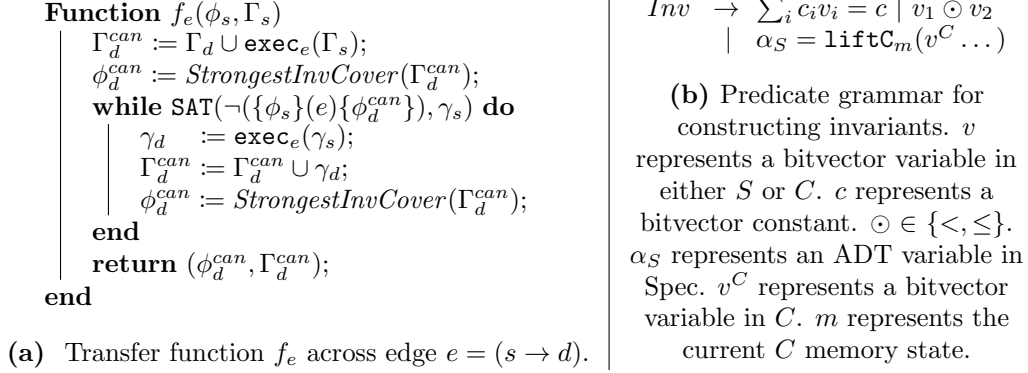 Function f_e(ϕ_s, Γ_s)
Γ_d^{can} := Γ_d ∪ exec_e(Γ_s);
ϕ_d^{can} := StrongestInvCover(Γ_d^{can});
while SAT(¬({ϕ_s}(e){ϕ_d^{can}}), γ_s) do
γ_d := exec_e(γ_s);
Γ_d^{can} := Γ_d^{can} ∪ γ_d;
ϕ_d^{can} := StrongestInvCover(Γ_d^{can});
end
return (ϕ_d^{can}, Γ_d^{can});
end
(a) Transfer function f_e across edge e = (s → d).
Inv → ∑_i c_i v_i = c | v_1 ⊙ v_2
| α_S = liftC_m(v^C ...)
(b) Predicate grammar for
constructing invariants. v
represents a bitvector variable in
either S or C. c represents a
bitvector constant. ⊙ ∈ {<, ≤}.
α_S represents an ADT variable in
Spec. v^C represents a bitvector
variable in C. m represents the
current C memory state.